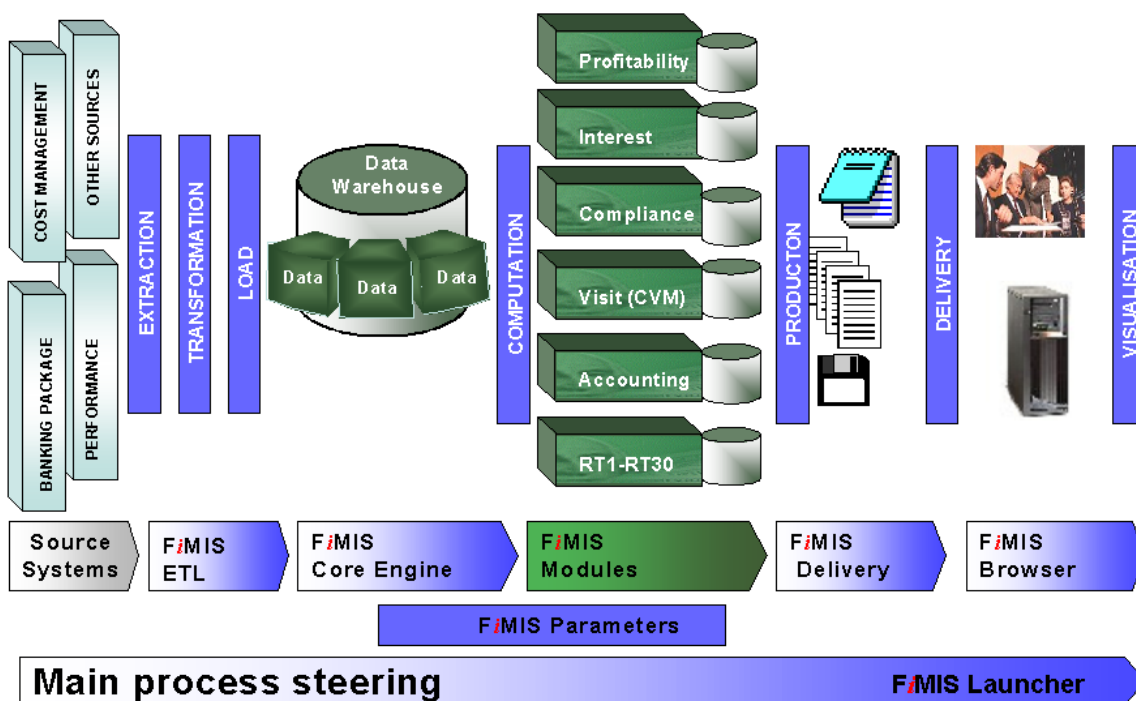 COST MANAGEMENT
OTHER SOURCES
BANKING PACKAGE
PERFORMANCE
EXTRACTION
TRANSFORMATION
LOAD
Data
Warehouse
Data
Data
Data
COMPUTATION
Profitability
Interest
Compliance
Visit (CVM)
Accounting
RT1-RT30
PRODUCTON
DELIVERY
VISUALISATION
Source
Systems
FiMIS
ETL
FiMIS
Core Engine
FiMIS
Modules
FiMIS
Delivery
FiMIS
Browser
FiMIS Parameters
Main process steering
FiMIS Launcher